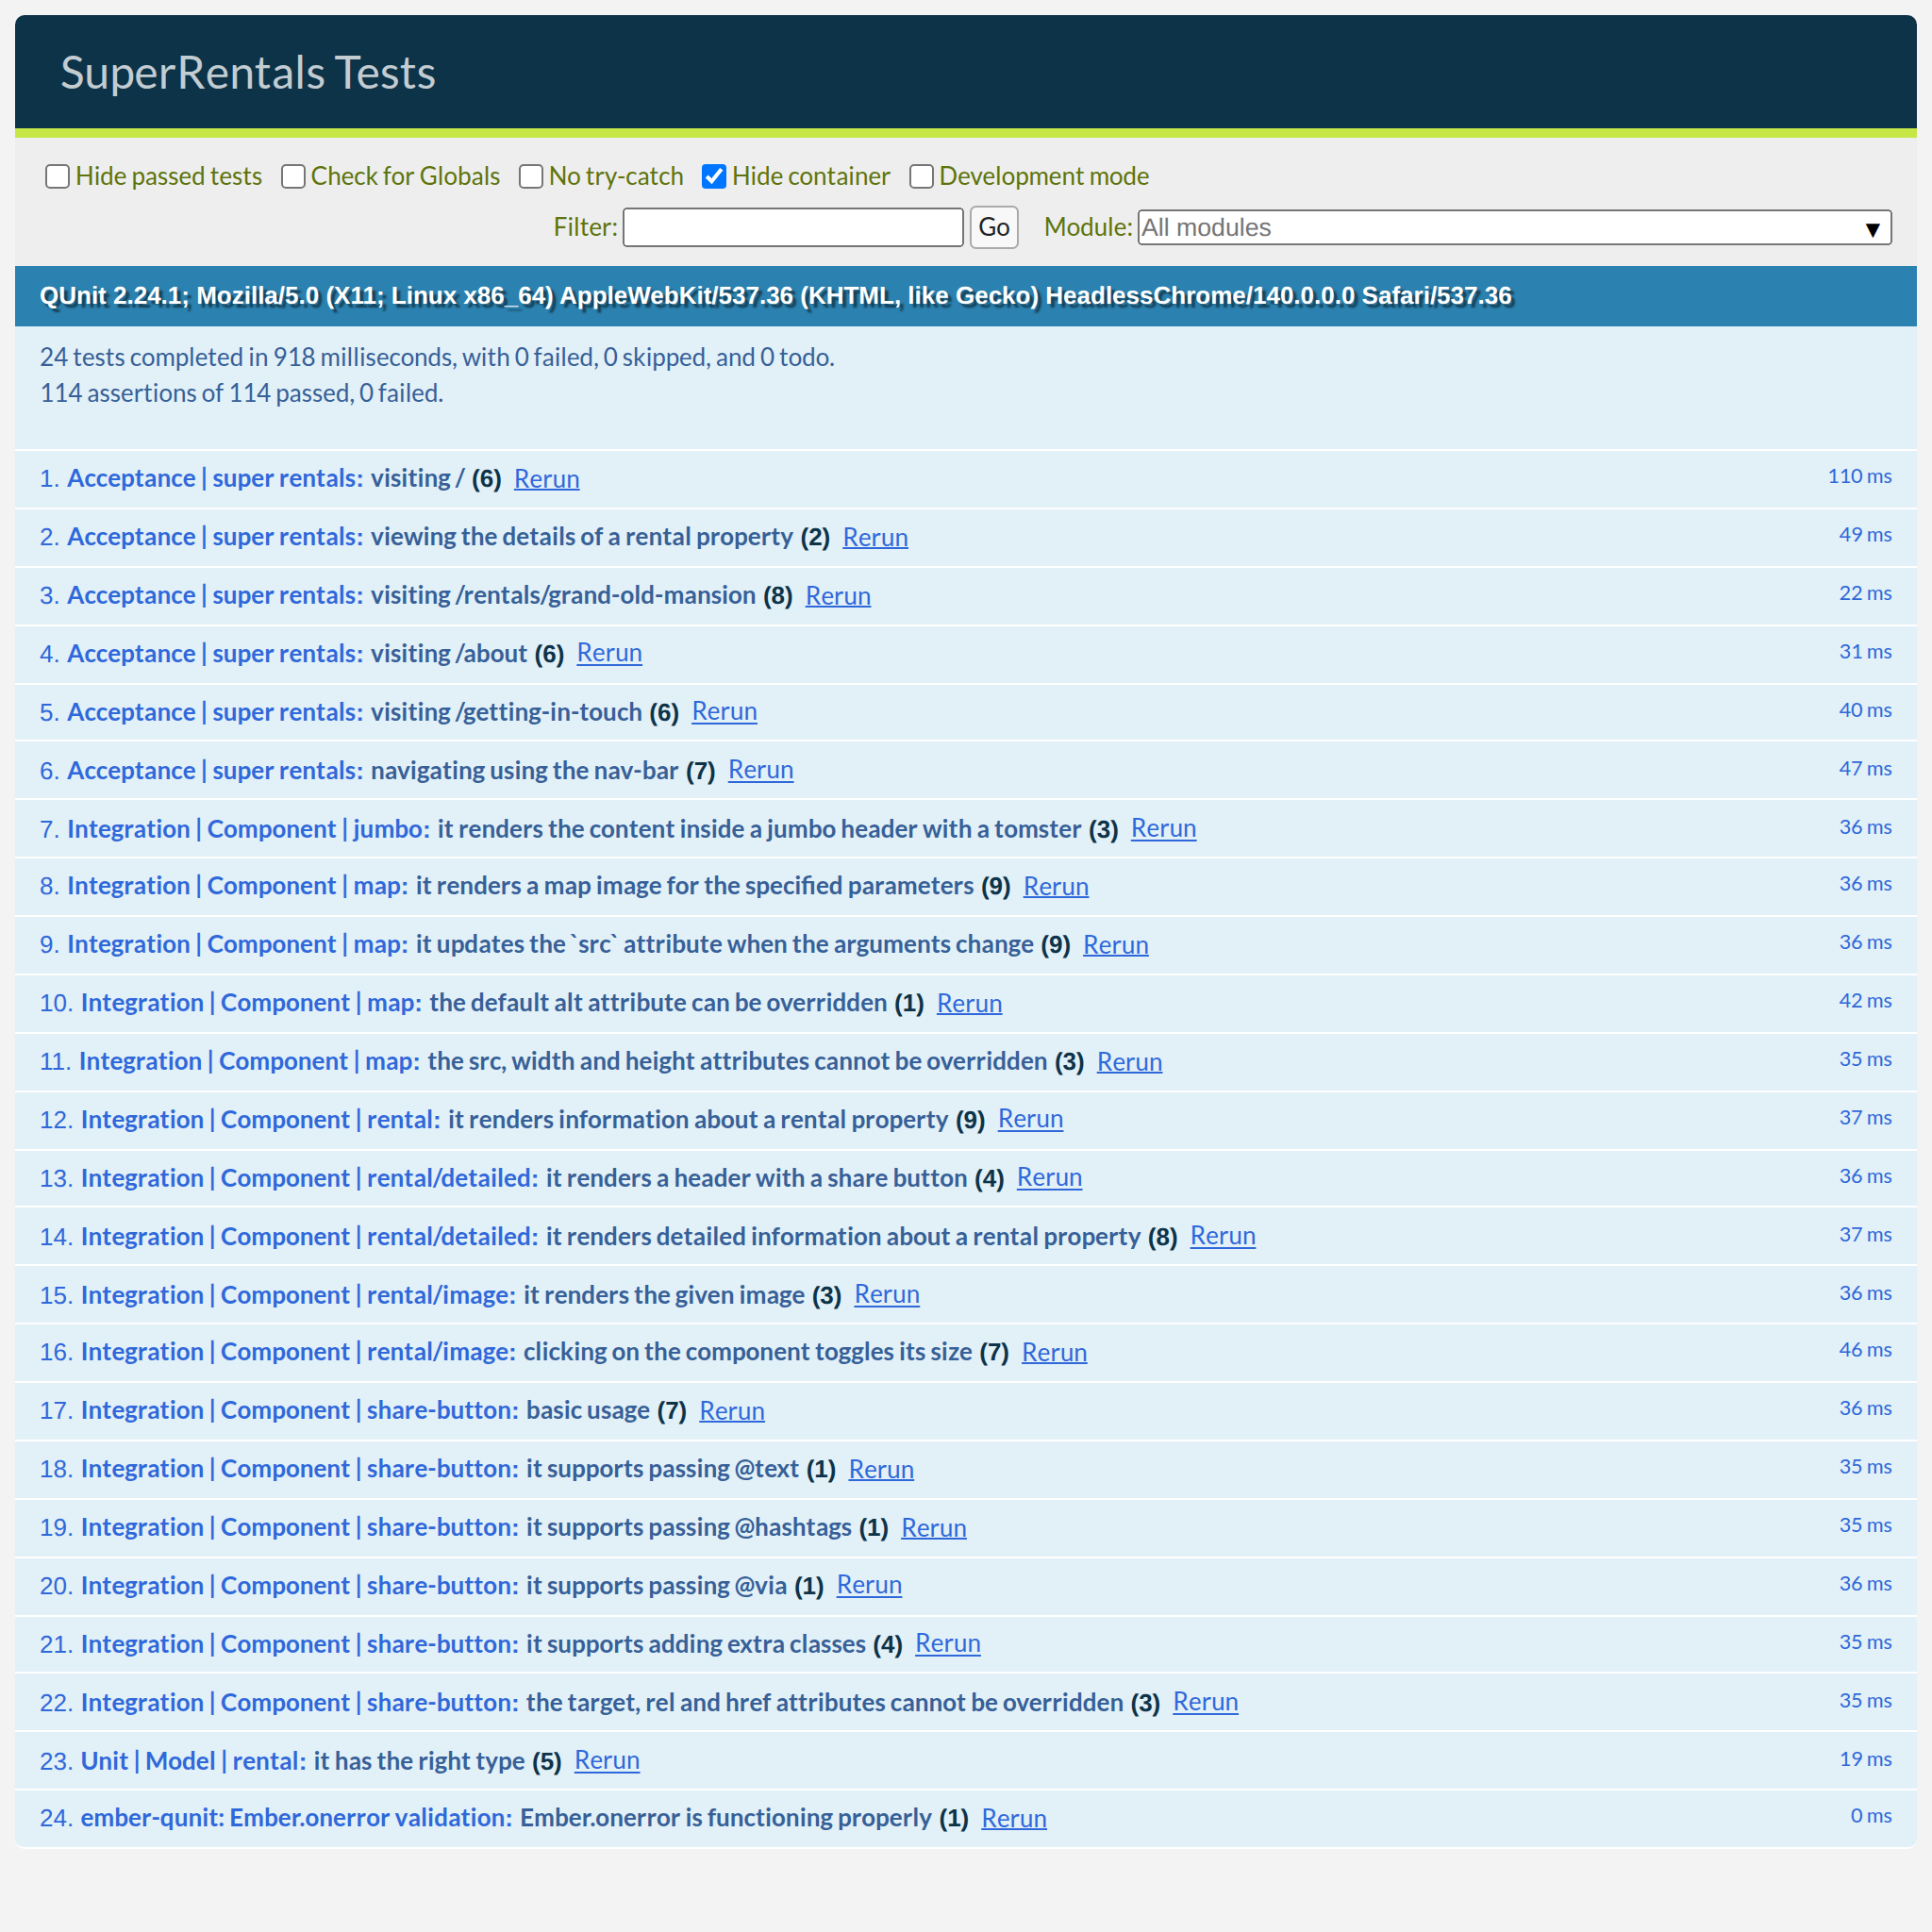 SuperRentals Tests
Hide passed tests Check for Globals No try-catch Hide container Development mode
Filter: Go Module: All modules ▼
QUnit 2.24.1; Mozilla/5.0 (X11; Linux x86_64) AppleWebKit/537.36 (KHTML, like Gecko) HeadlessChrome/140.0.0.0 Safari/537.36
24 tests completed in 918 milliseconds, with 0 failed, 0 skipped, and 0 todo.
114 assertions of 114 passed, 0 failed.
1. Acceptance | super rentals: visiting / (6) Rerun 110 ms
2. Acceptance | super rentals: viewing the details of a rental property (2) Rerun 49 ms
3. Acceptance | super rentals: visiting /rentals/grand-old-mansion (8) Rerun 22 ms
4. Acceptance | super rentals: visiting /about (6) Rerun 31 ms
5. Acceptance | super rentals: visiting /getting-in-touch (6) Rerun 40 ms
6. Acceptance | super rentals: navigating using the nav-bar (7) Rerun 47 ms
7. Integration | Component | jumbo: it renders the content inside a jumbo header with a tomster (3) Rerun 36 ms
8. Integration | Component | map: it renders a map image for the specified parameters (9) Rerun 36 ms
9. Integration | Component | map: it updates the `src` attribute when the arguments change (9) Rerun 36 ms
10. Integration | Component | map: the default alt attribute can be overridden (1) Rerun 42 ms
11. Integration | Component | map: the src, width and height attributes cannot be overridden (3) Rerun 35 ms
12. Integration | Component | rental: it renders information about a rental property (9) Rerun 37 ms
13. Integration | Component | rental/detailed: it renders a header with a share button (4) Rerun 36 ms
14. Integration | Component | rental/detailed: it renders detailed information about a rental property (8) Rerun 37 ms
15. Integration | Component | rental/image: it renders the given image (3) Rerun 36 ms
16. Integration | Component | rental/image: clicking on the component toggles its size (7) Rerun 46 ms
17. Integration | Component | share-button: basic usage (7) Rerun 36 ms
18. Integration | Component | share-button: it supports passing @text (1) Rerun 35 ms
19. Integration | Component | share-button: it supports passing @hashtags (1) Rerun 35 ms
20. Integration | Component | share-button: it supports passing @via (1) Rerun 36 ms
21. Integration | Component | share-button: it supports adding extra classes (4) Rerun 35 ms
22. Integration | Component | share-button: the target, rel and href attributes cannot be overridden (3) Rerun 35 ms
23. Unit | Model | rental: it has the right type (5) Rerun 19 ms
24. ember-qunit: Ember.onerror validation: Ember.onerror is functioning properly (1) Rerun 0 ms